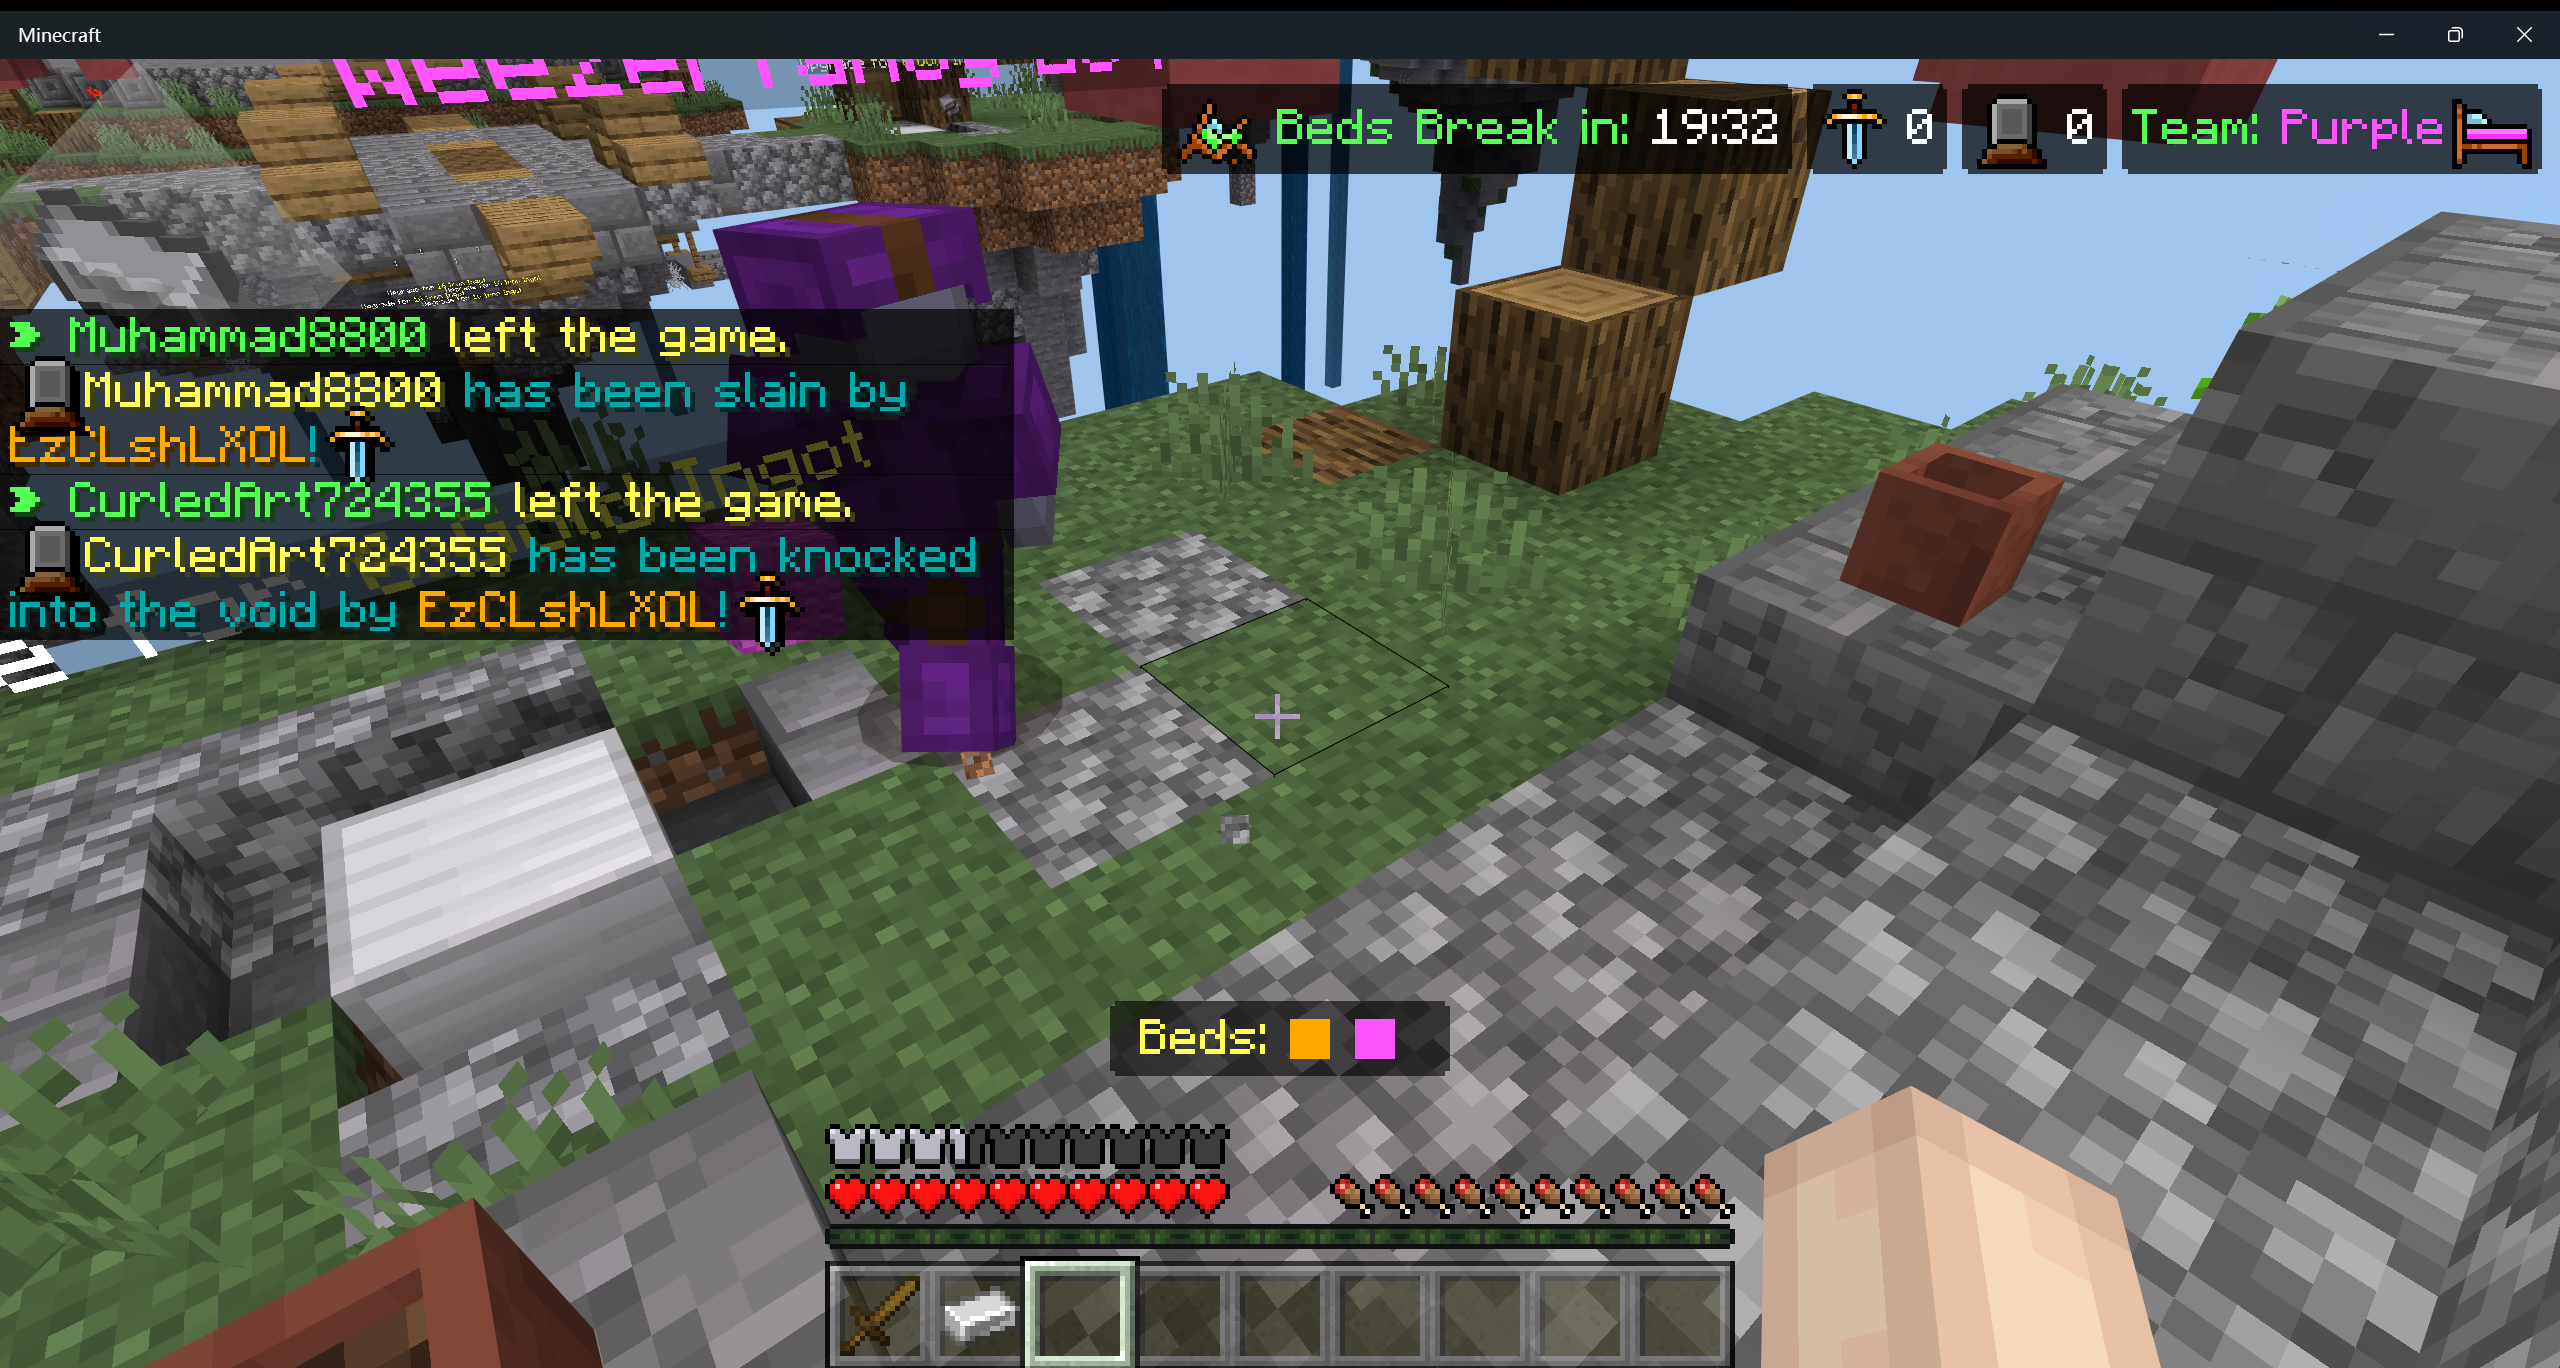 Minecraft
Beds Break in: 19:32
0
0
Team: Purple
Muhammad8800 left the game.
Muhammad8800 has been slain by
EzCLshLXOL!
CurledArt724355 left the game.
CurledArt724355 has been knocked
into the void by EzCLshLXOL!
Ingot
Beds: